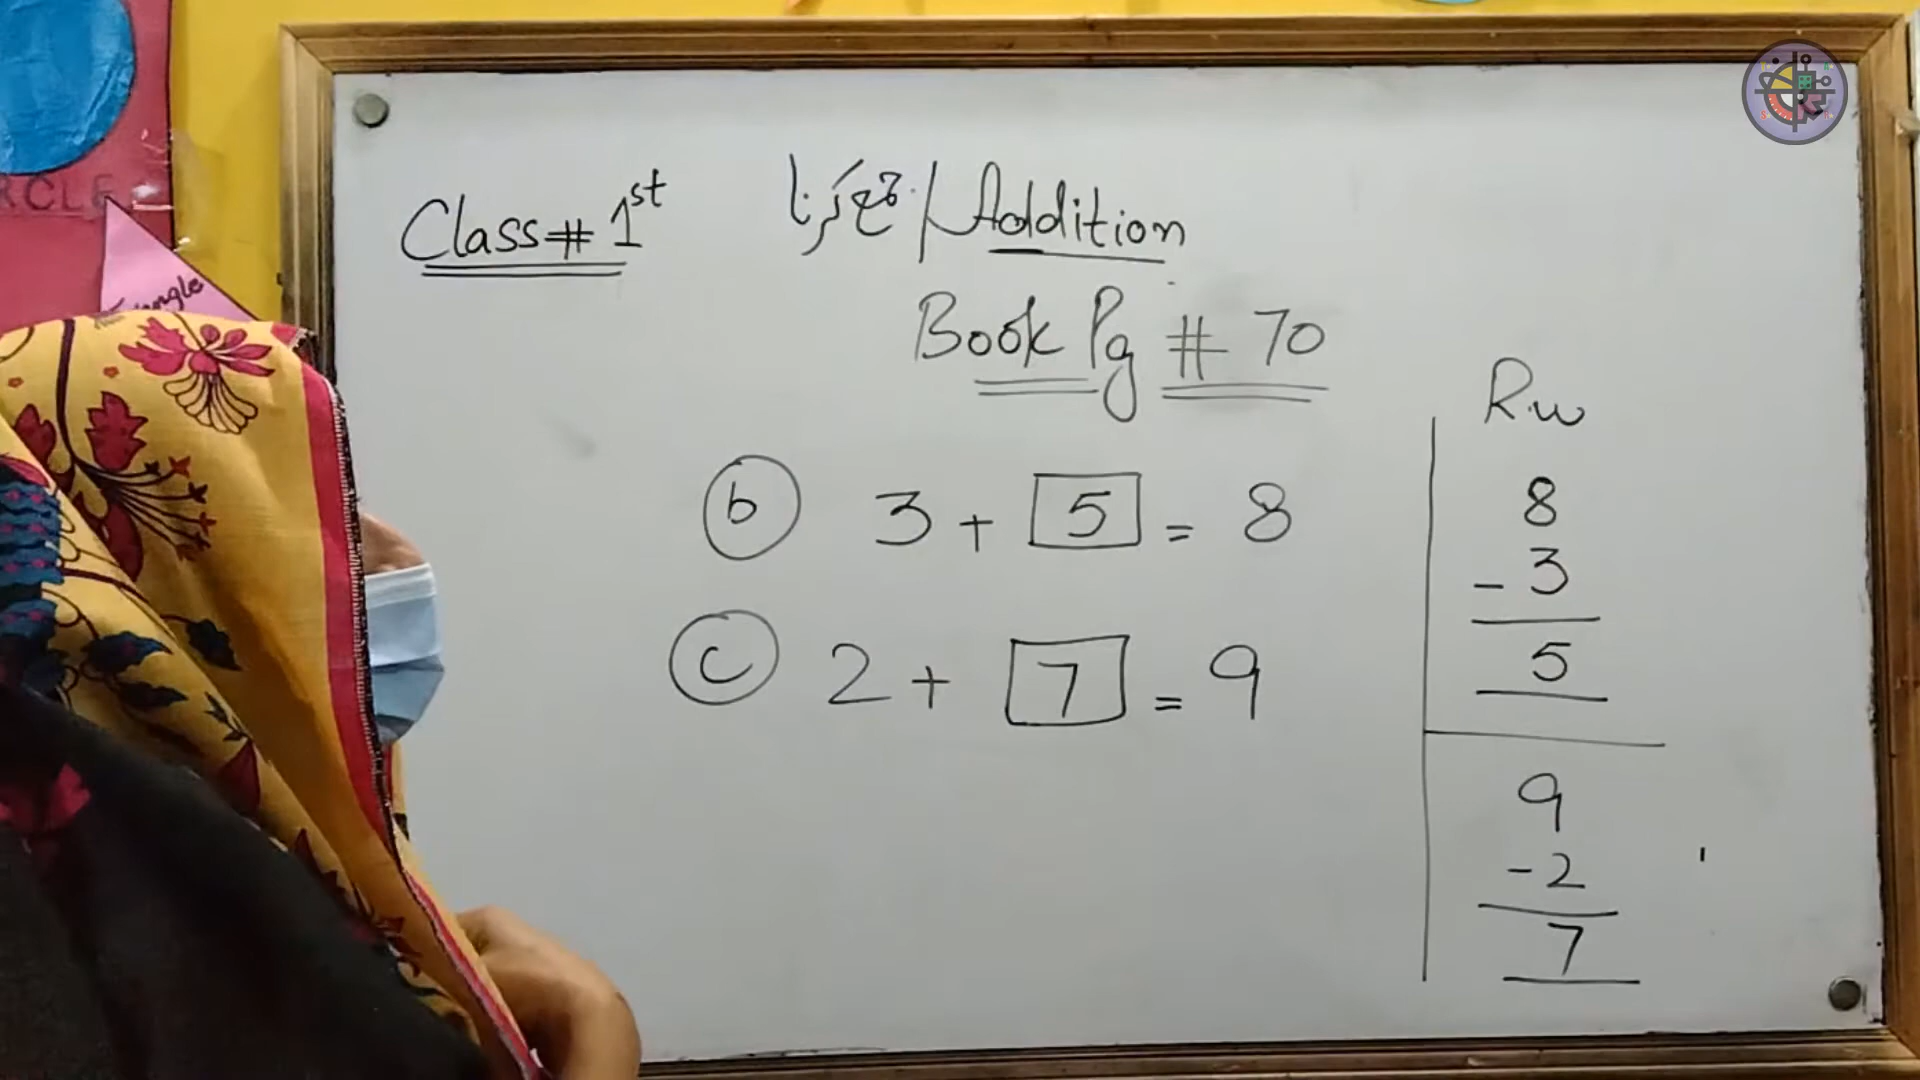 RCLE
Class# 1st
جمع کرنا / Addition
Book Pg # 70
R.w
b 3 + 5 = 8
c 2 + 7 = 9
8
- 3
5
9
- 2
7